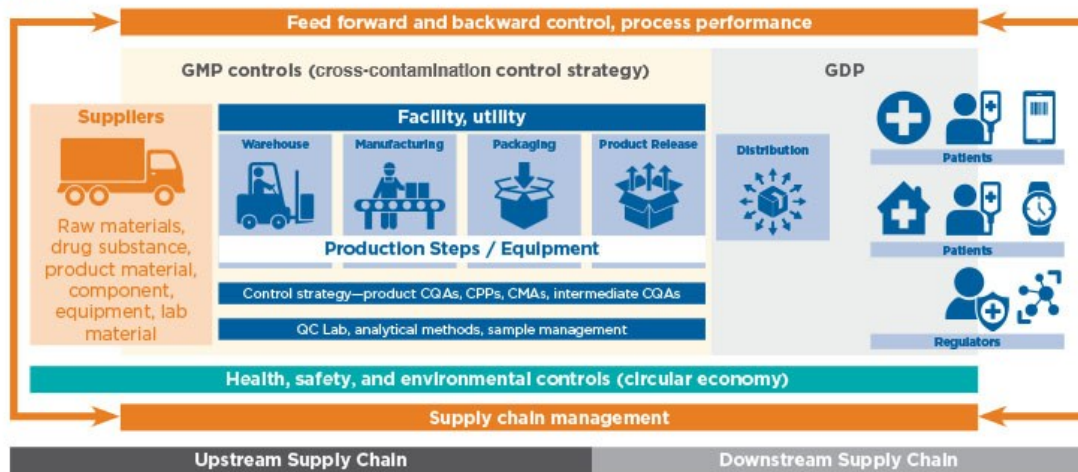 Feed forward and backward control, process performance
GMP controls (cross-contamination control strategy)
GDP
Suppliers
Raw materials,
drug substance,
product material,
component,
equipment, lab
material
Facility, utility
Warehouse
Manufacturing
Packaging
Product Release
Distribution
Production Steps / Equipment
Control strategy—product CQAs, CPPs, CMAs, intermediate CQAs
QC Lab, analytical methods, sample management
Patients
Patients
Regulators
Health, safety, and environmental controls (circular economy)
Supply chain management
Upstream Supply Chain
Downstream Supply Chain